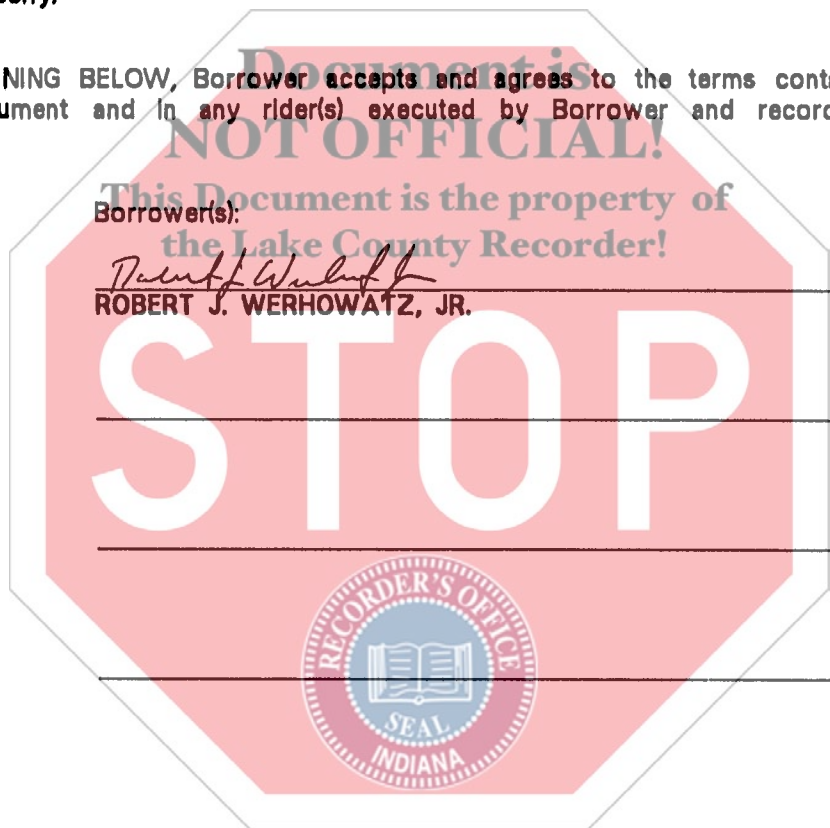 NING BELOW, Borrower accepts and agrees to the terms cont
ument and in any rider(s) executed by Borrower and record
Document is
NOT OFFICIAL!
This Document is the property of
the Lake County Recorder!
Borrower(s):
ROBERT J. WERHOWATZ, JR.
STOP
RECORDER'S OFFICE
SEAL
INDIANA